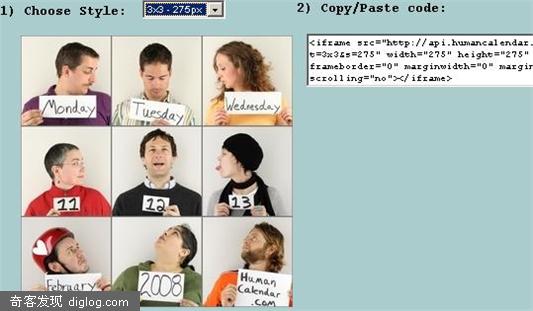 1) Choose Style: 3x3 - 275px
2) Copy/Paste code:
<iframe src="http://api.humancalendar.
t=3x3&s=275" width="275" height="275"
frameborder="0" marginwidth="0" margin
scrolling="no"></iframe>
Monday
Tuesday
Wednesday
11
12
13
February
2008
Human
Calendar
.com
奇客发现 diglog.com